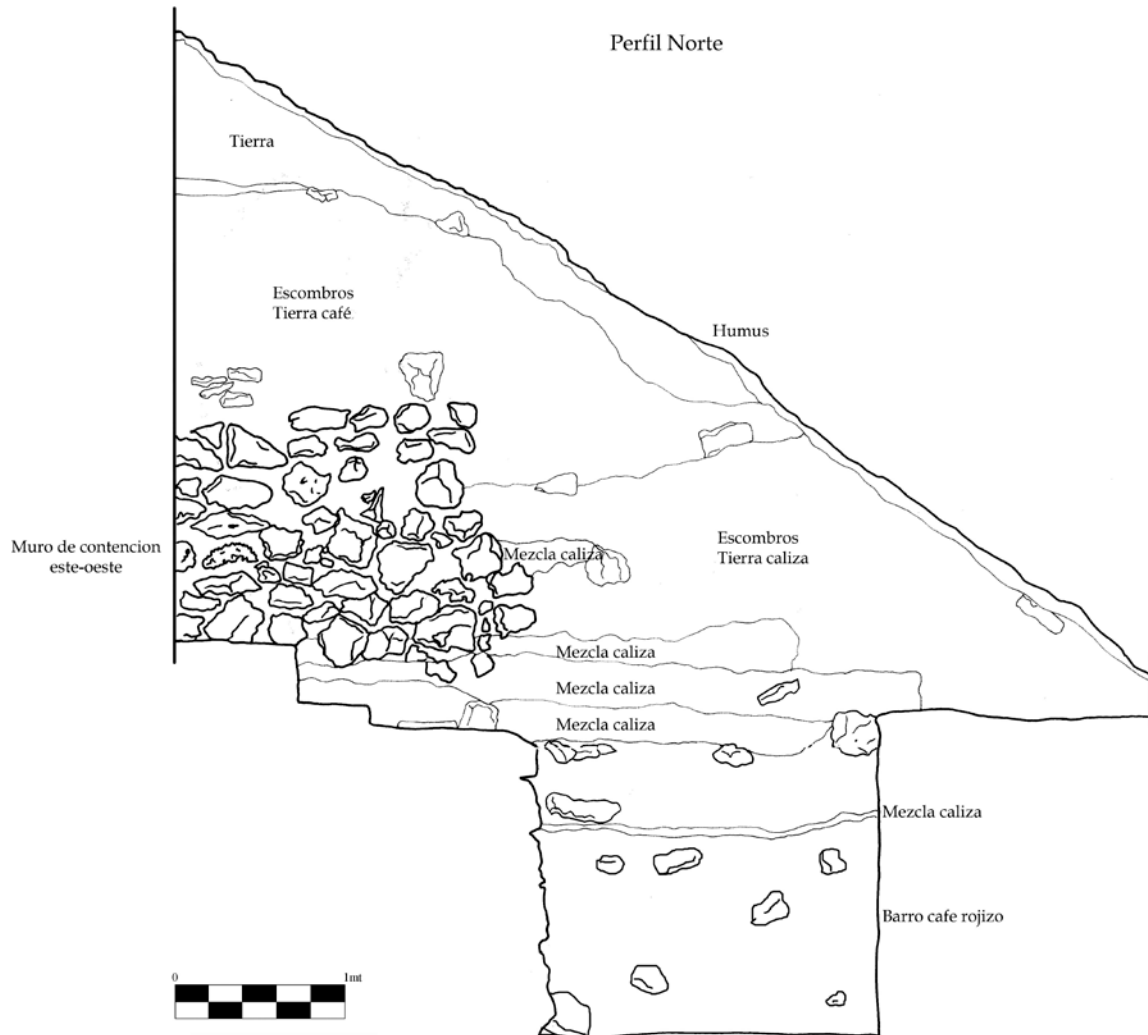 Perfil Norte
Tierra
Escombros
Tierra café
Humus
Muro de contencion
este-oeste
Mezcla caliza
Escombros
Tierra caliza
Mezcla caliza
Mezcla caliza
Mezcla caliza
Mezcla caliza
Barro cafe rojizo
0
1mt